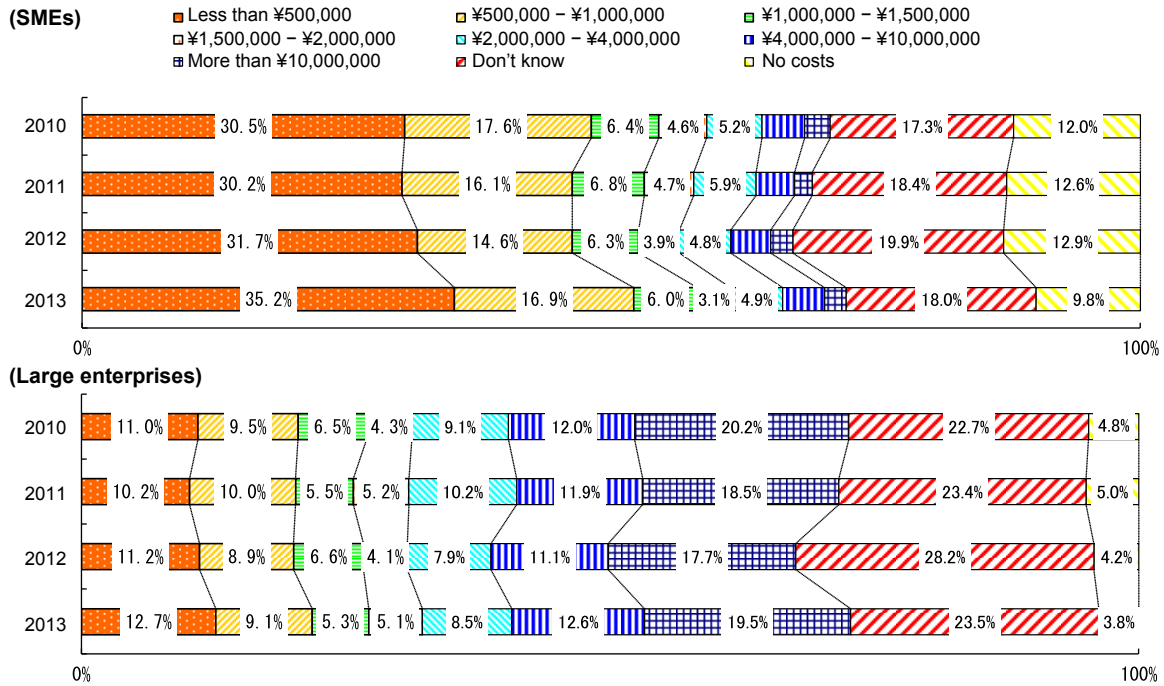 (SMEs)
Less than ¥500,000 ¥500,000 − ¥1,000,000 ¥1,000,000 − ¥1,500,000
¥1,500,000 − ¥2,000,000 ¥2,000,000 − ¥4,000,000 ¥4,000,000 − ¥10,000,000
More than ¥10,000,000 Don't know No costs
2010 30.5% 17.6% 6.4% 4.6% 5.2% 17.3% 12.0%
2011 30.2% 16.1% 6.8% 4.7% 5.9% 18.4% 12.6%
2012 31.7% 14.6% 6.3% 3.9% 4.8% 19.9% 12.9%
2013 35.2% 16.9% 6.0% 3.1% 4.9% 18.0% 9.8%
0% 100%
(Large enterprises)
2010 11.0% 9.5% 6.5% 4.3% 9.1% 12.0% 20.2% 22.7% 4.8%
2011 10.2% 10.0% 5.5% 5.2% 10.2% 11.9% 18.5% 23.4% 5.0%
2012 11.2% 8.9% 6.6% 4.1% 7.9% 11.1% 17.7% 28.2% 4.2%
2013 12.7% 9.1% 5.3% 5.1% 8.5% 12.6% 19.5% 23.5% 3.8%
0% 100%